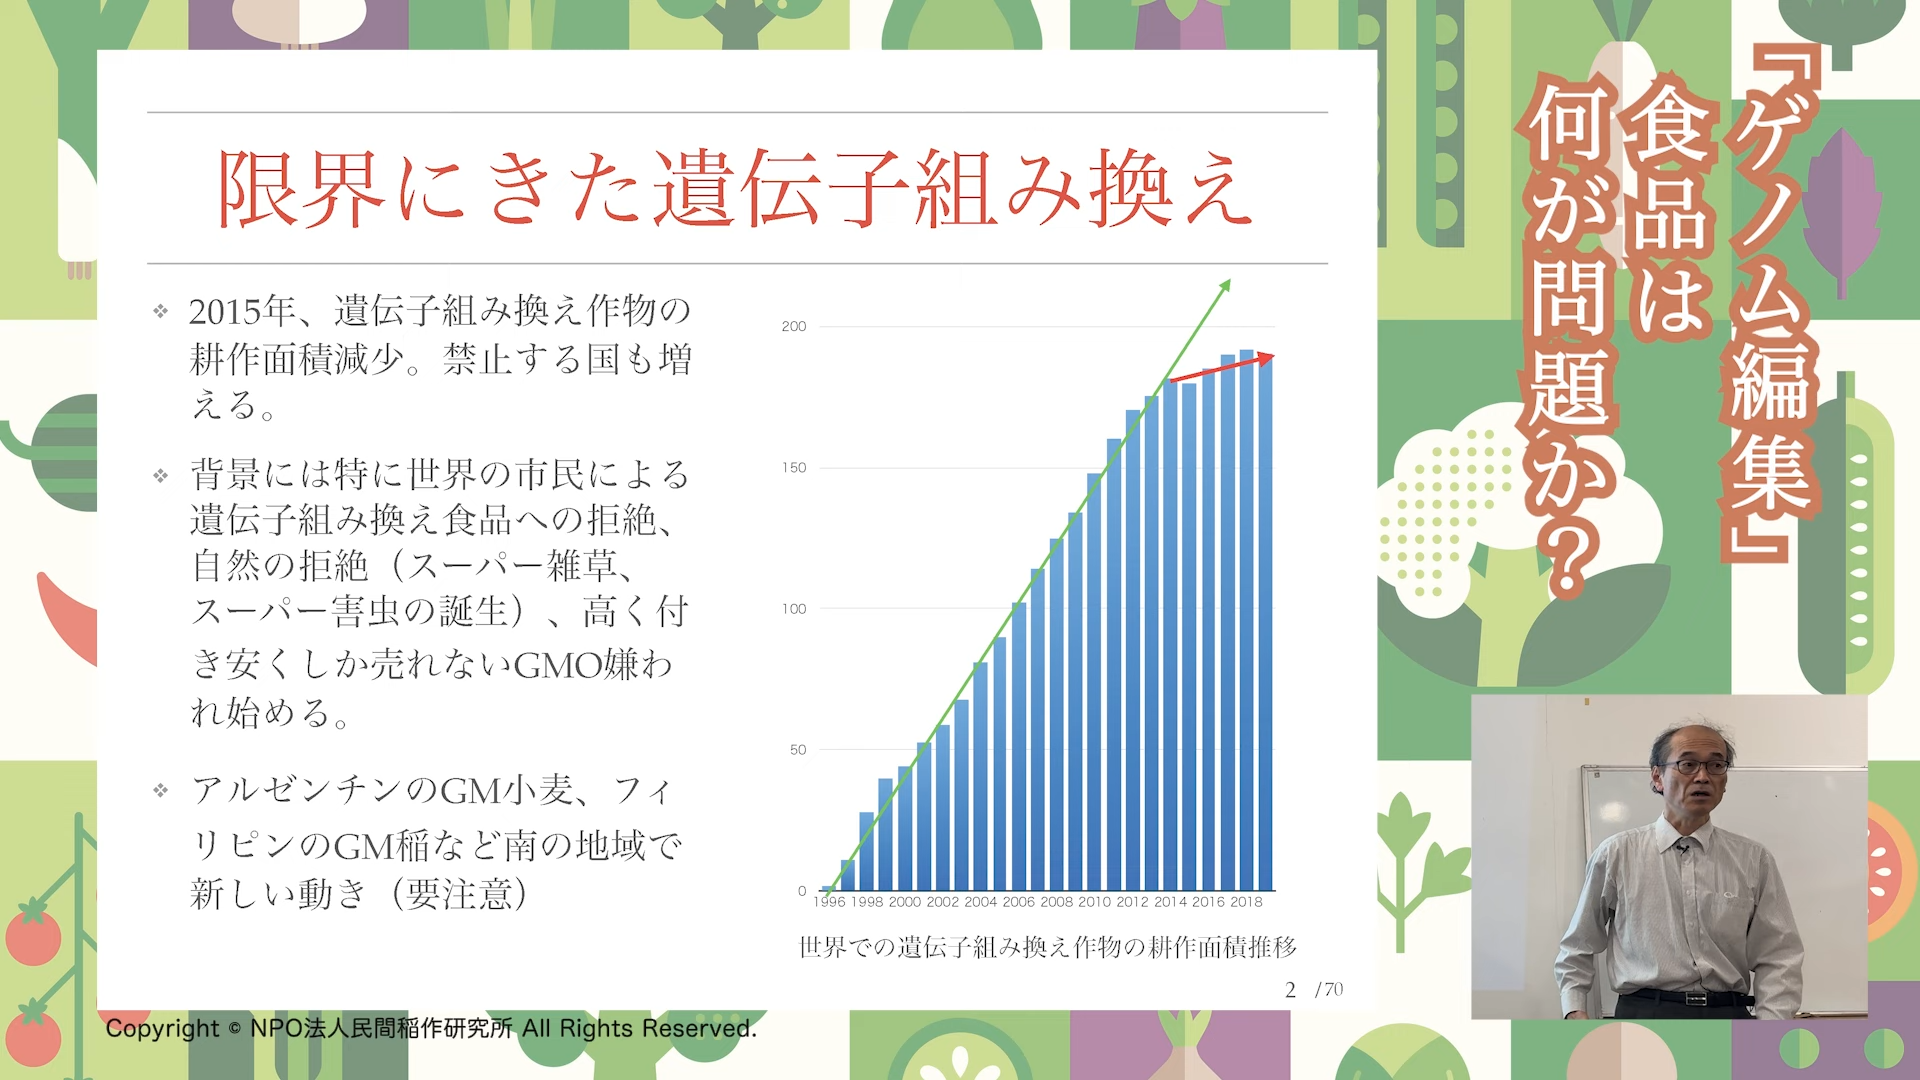 限界にきた遺伝子組み換え
❖ 2015年、遺伝子組み換え作物の
耕作面積減少。禁止する国も増
える。
❖ 背景には特に世界の市民による
遺伝子組み換え食品への拒絶、
自然の拒絶（スーパー雑草、
スーパー害虫の誕生）、高く付
き安くしか売れないGMO嫌わ
れ始める。
❖ アルゼンチンのGM小麦、フィ
リピンのGM稲など南の地域で
新しい動き（要注意）
200
150
100
50
0
1996 1998 2000 2002 2004 2006 2008 2010 2012 2014 2016 2018
世界での遺伝子組み換え作物の耕作面積推移
2 /70
『ゲノム編集』
食品は
何が問題か？
Copyright © NPO法人民間稲作研究所 All Rights Reserved.